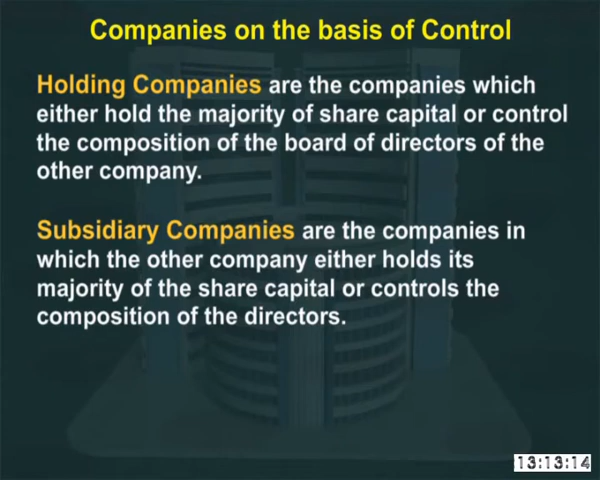 Companies on the basis of Control
Holding Companies are the companies which
either hold the majority of share capital or control
the composition of the board of directors of the
other company.
Subsidiary Companies are the companies in
which the other company either holds its
majority of the share capital or controls the
composition of the directors.
13:13:14